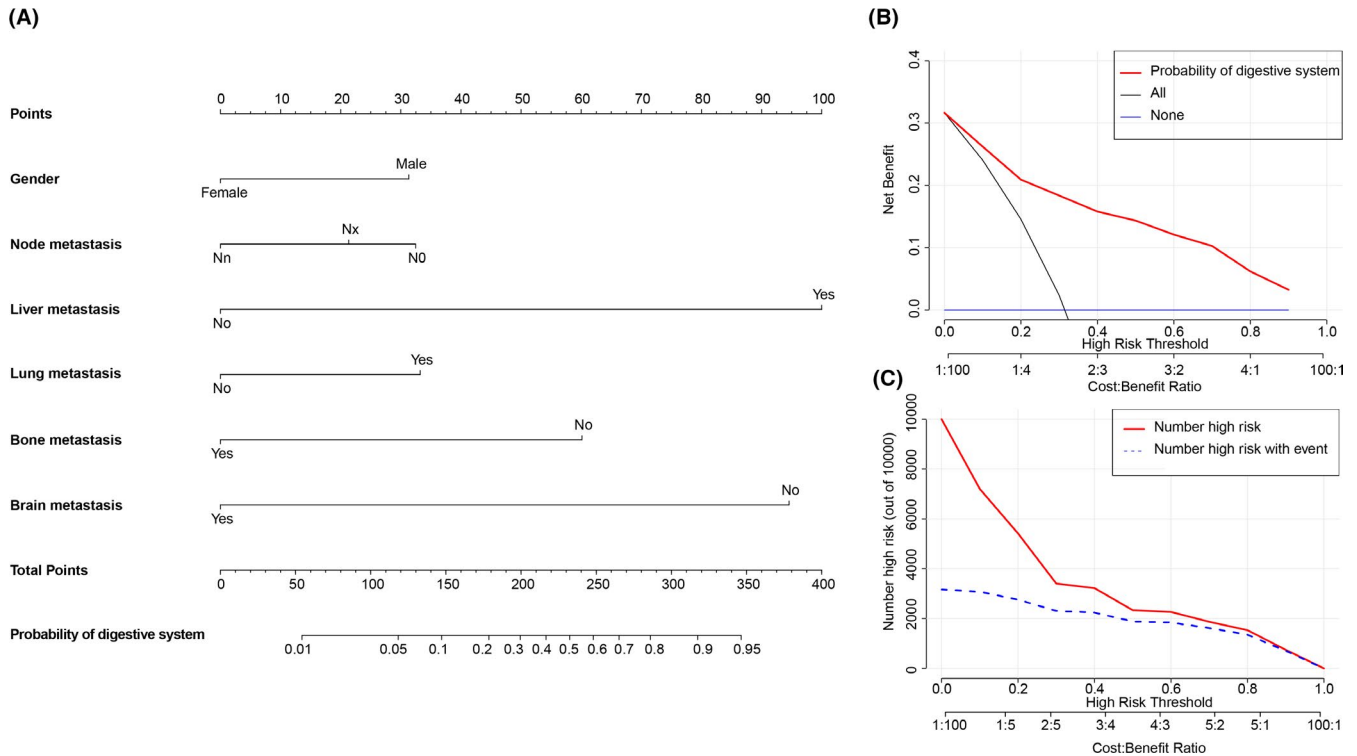 (A)
Points
0 10 20 30 40 50 60 70 80 90 100
Gender
Male
Female
Node metastasis
Nx
Nn N0
Liver metastasis
Yes
No
Lung metastasis
Yes
No
Bone metastasis
No
Yes
Brain metastasis
No
Yes
Total Points
0 50 100 150 200 250 300 350 400
Probability of digestive system
0.01 0.05 0.1 0.2 0.3 0.4 0.5 0.6 0.7 0.8 0.9 0.95
(B)
Net Benefit
0.4
0.3
0.2
0.1
0.0
Probability of digestive system
All
None
0.0 0.2 0.4 0.6 0.8 1.0
High Risk Threshold
1:100 1:4 2:3 3:2 4:1 100:1
Cost:Benefit Ratio
(C)
Number high risk (out of 10000)
10000
8000
6000
4000
2000
0
Number high risk
Number high risk with event
0.0 0.2 0.4 0.6 0.8 1.0
High Risk Threshold
1:100 1:5 2:5 3:4 4:3 5:2 5:1 100:1
Cost:Benefit Ratio